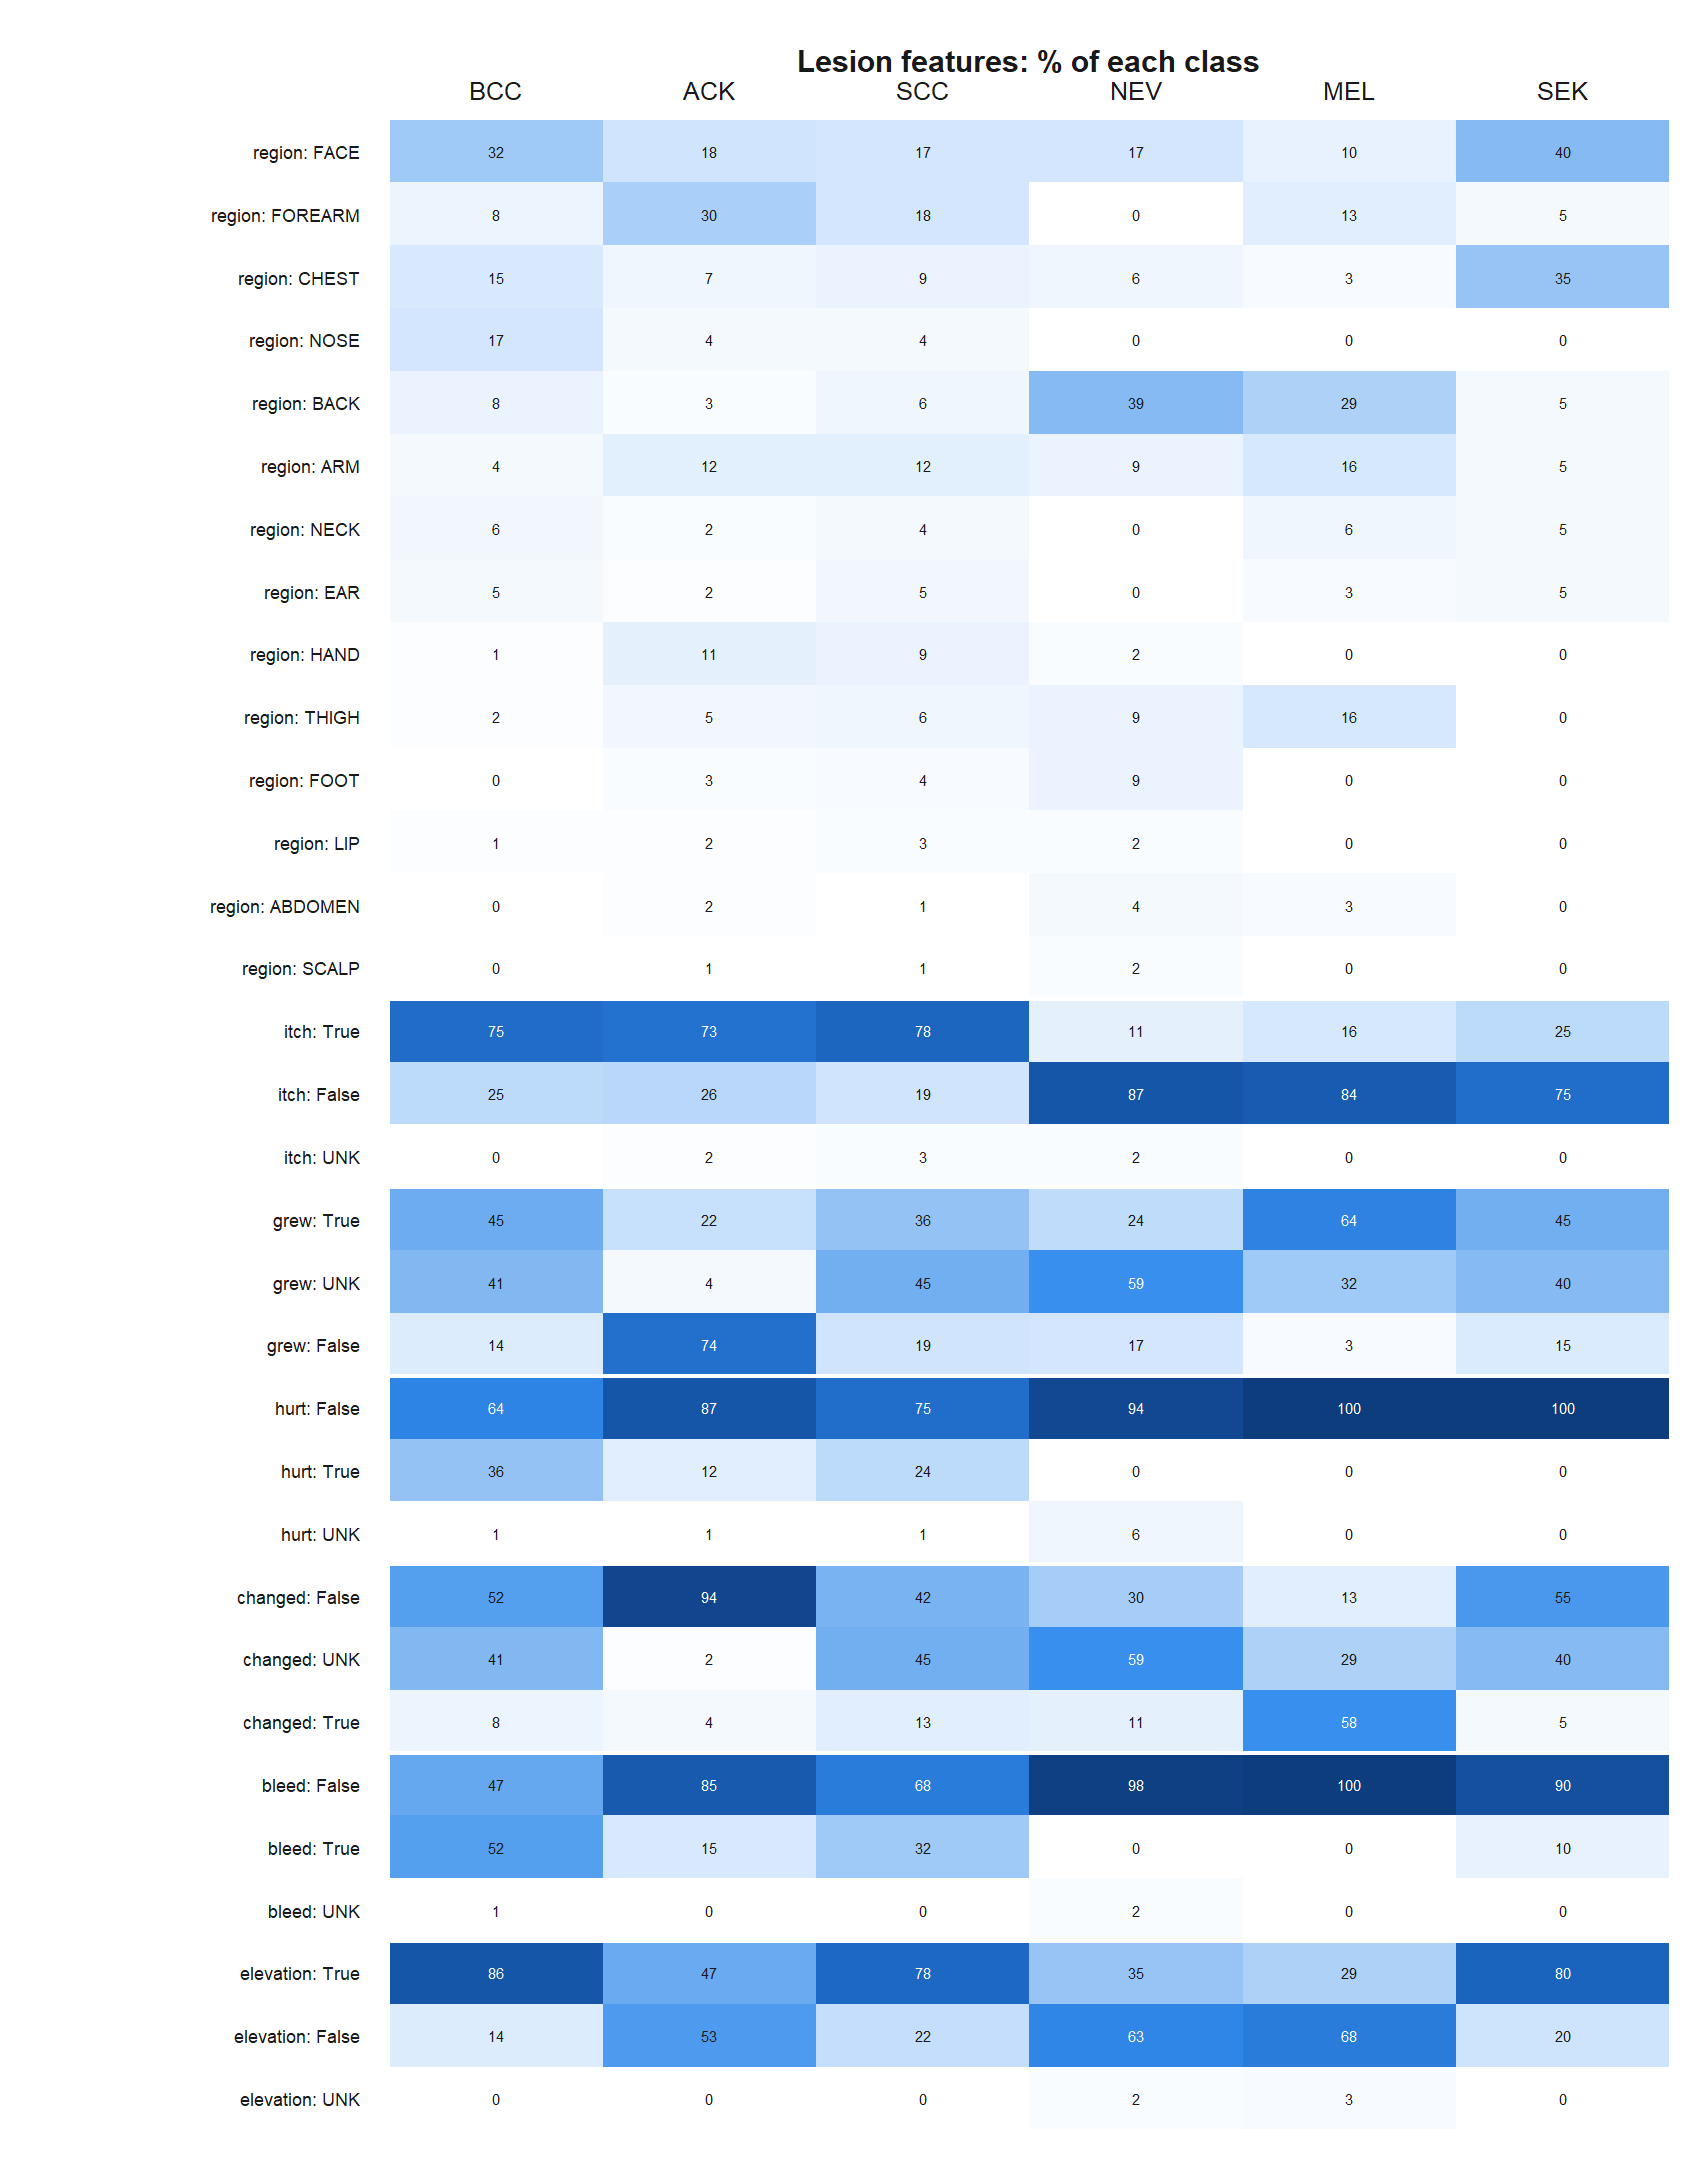 Lesion features: % of each class
BCC ACK SCC NEV MEL SEK
region: FACE 32 18 17 17 10 40
region: FOREARM 8 30 18 0 13 5
region: CHEST 15 7 9 6 3 35
region: NOSE 17 4 4 0 0 0
region: BACK 8 3 6 39 29 5
region: ARM 4 12 12 9 16 5
region: NECK 6 2 4 0 6 5
region: EAR 5 2 5 0 3 5
region: HAND 1 11 9 2 0 0
region: THIGH 2 5 6 9 16 0
region: FOOT 0 3 4 9 0 0
region: LIP 1 2 3 2 0 0
region: ABDOMEN 0 2 1 4 3 0
region: SCALP 0 1 1 2 0 0
itch: True 75 73 78 11 16 25
itch: False 25 26 19 87 84 75
itch: UNK 0 2 3 2 0 0
grew: True 45 22 36 24 64 45
grew: UNK 41 4 45 59 32 40
grew: False 14 74 19 17 3 15
hurt: False 64 87 75 94 100 100
hurt: True 36 12 24 0 0 0
hurt: UNK 1 1 1 6 0 0
changed: False 52 94 42 30 13 55
changed: UNK 41 2 45 59 29 40
changed: True 8 4 13 11 58 5
bleed: False 47 85 68 98 100 90
bleed: True 52 15 32 0 0 10
bleed: UNK 1 0 0 2 0 0
elevation: True 86 47 78 35 29 80
elevation: False 14 53 22 63 68 20
elevation: UNK 0 0 0 2 3 0